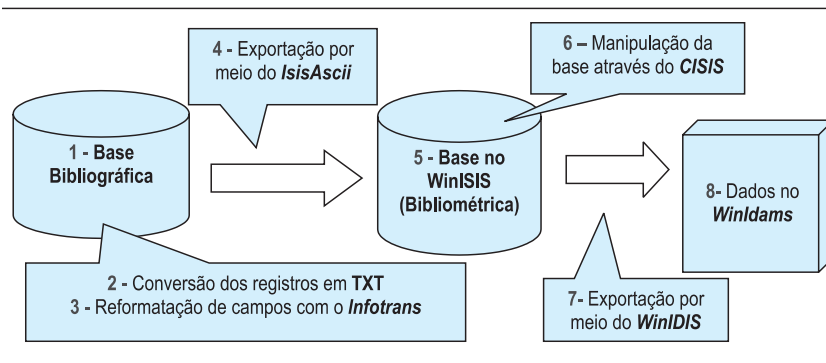 1 - Base
Bibliográfica
2 - Conversão dos registros em TXT
3 - Reformatação de campos com o Infotrans
4 - Exportação por
meio do IsisAscii
5 - Base no
WinISIS
(Bibliométrica)
6 – Manipulação da
base através do CISIS
7- Exportação por
meio do WinIDIS
8- Dados no
WinIdams